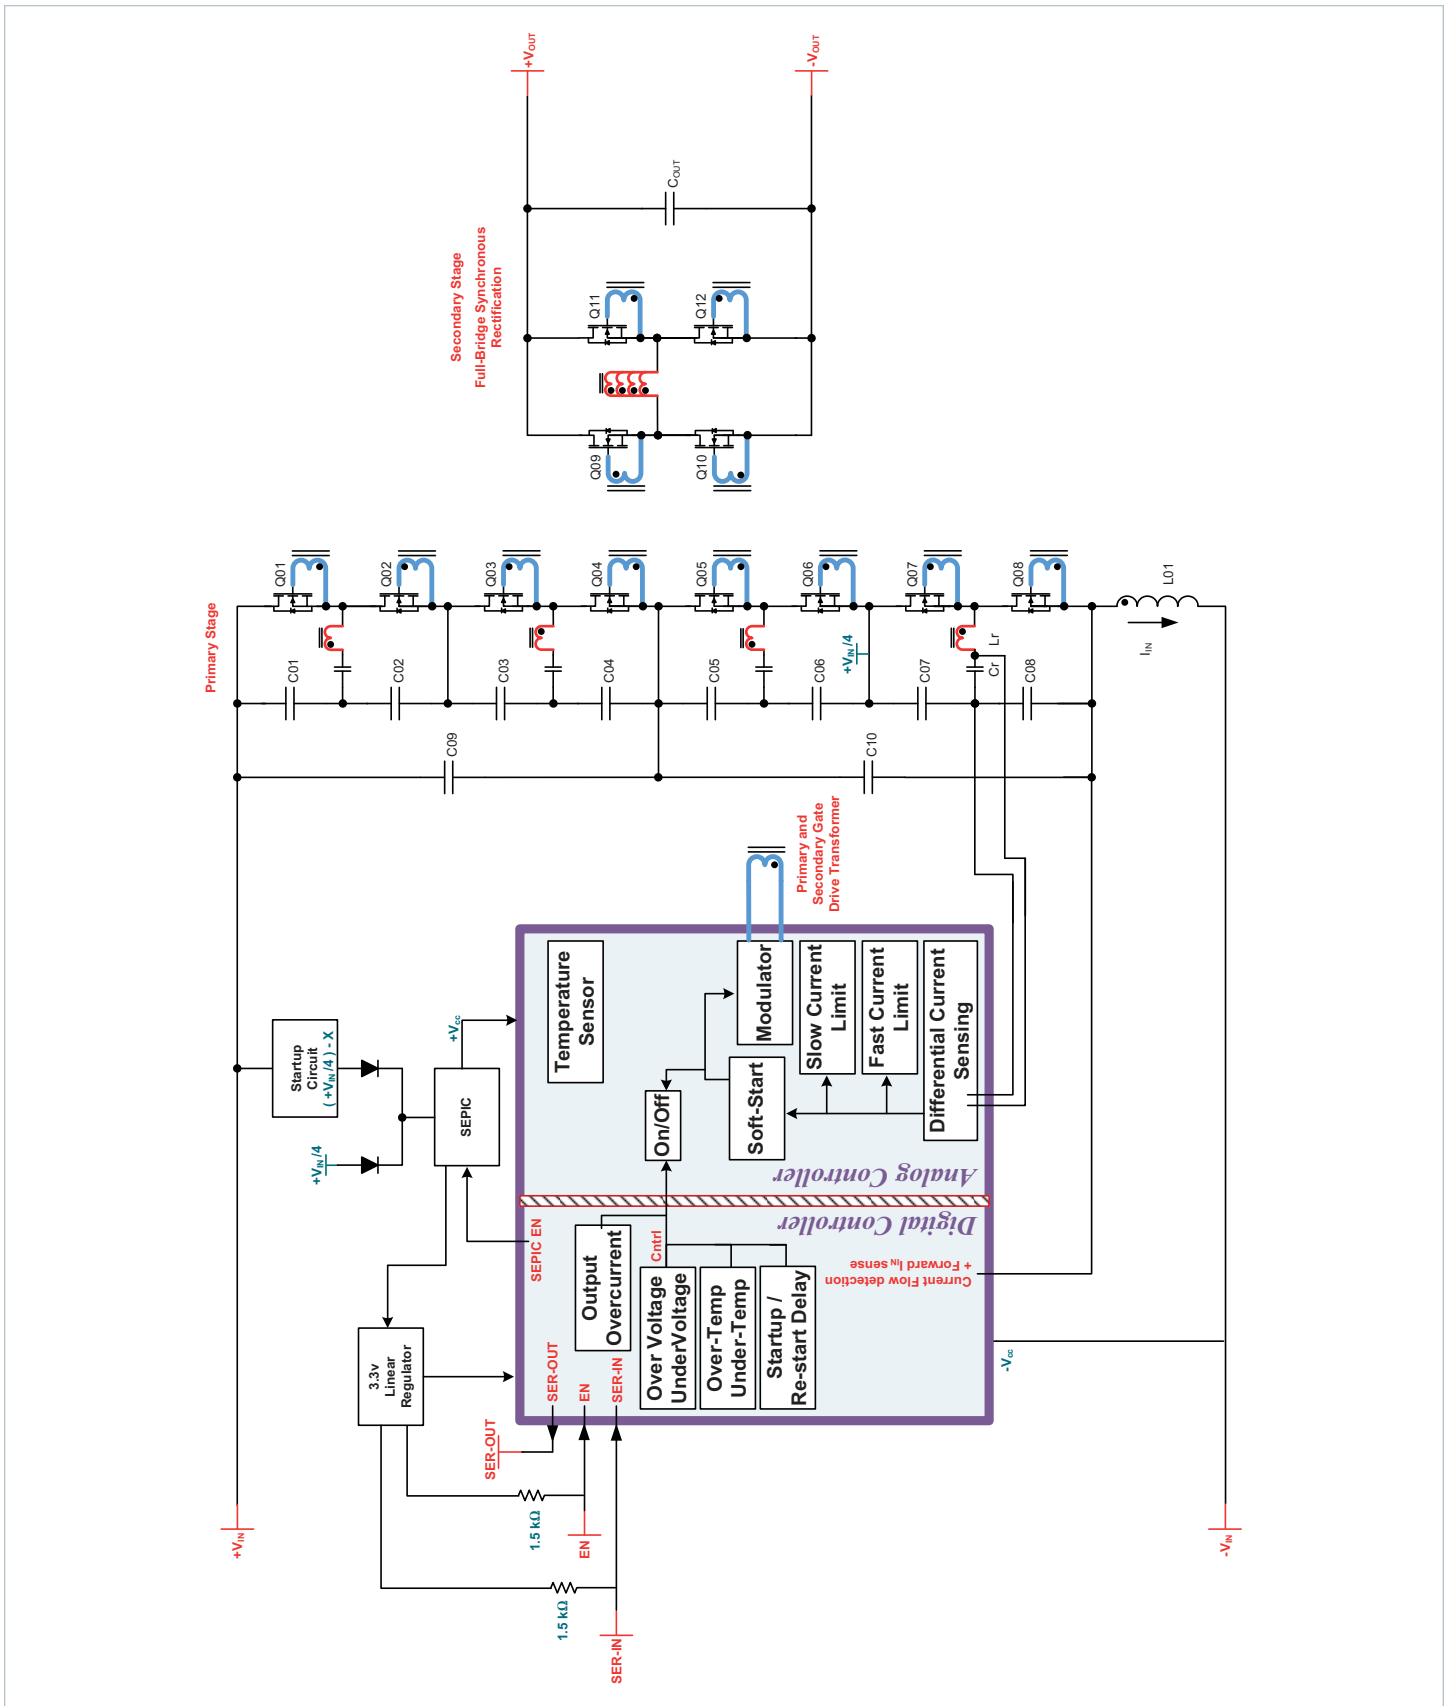 +VIN
-VIN
SER-IN
EN
SER-OUT
1.5 kΩ
1.5 kΩ
3.3v
Linear
Regulator
Startup
Circuit
( +VIN /4 ) - X
+VIN /4
SEPIC
+Vcc
-Vcc
SEPIC EN
SER-OUT
EN
SER-IN
Output
Overcurrent
Cntrl
Over Voltage
UnderVoltage
Over-Temp
Under-Temp
Startup /
Re-start Delay
Digital Controller
Analog Controller
Current Flow detection
+ Forward IIN sense
Temperature
Sensor
On/Off
Soft-Start
Modulator
Slow Current
Limit
Fast Current
Limit
Differential Current
Sensing
Primary and
Secondary Gate
Drive Transformer
C09
C10
Primary Stage
C01
C02
C03
C04
C05
C06
C07
C08
+VIN /4
Cr
Lr
Q01
Q02
Q03
Q04
Q05
Q06
Q07
Q08
IIN
L01
Secondary Stage
Full-Bridge Synchronous
Rectification
Q09
Q10
Q11
Q12
COUT
+VOUT
-VOUT